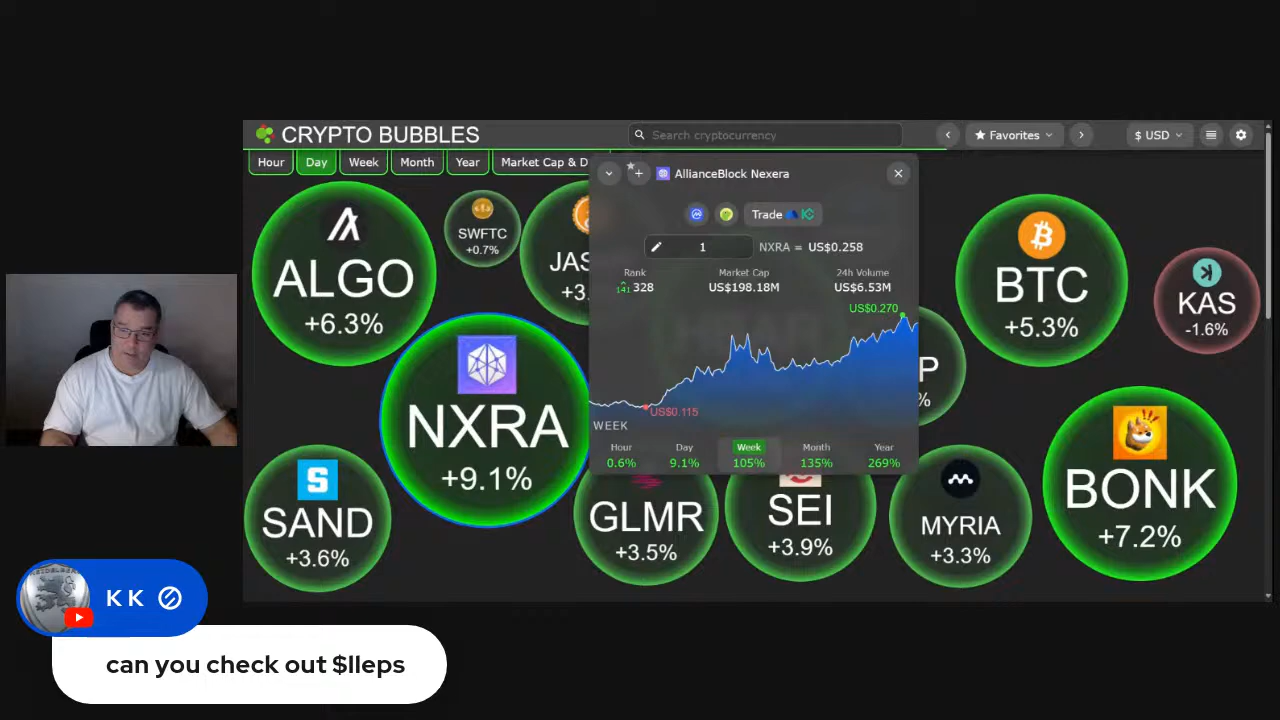 CRYPTO BUBBLES
Search cryptocurrency
Favorites
$ USD
Hour
Day
Week
Month
Year
Market Cap & D
AllianceBlock Nexera
Trade
1
NXRA = US$0.258
Rank
Market Cap
24h Volume
141 328
US$198.18M
US$6.53M
US$0.270
US$0.115
WEEK
Hour
Day
Week
Month
Year
0.6%
9.1%
105%
135%
269%
ALGO
+6.3%
SWFTC
+0.7%
JAS
+3.
BTC
+5.3%
KAS
-1.6%
NXRA
+9.1%
P
%
SAND
+3.6%
GLMR
+3.5%
SEI
+3.9%
MYRIA
+3.3%
BONK
+7.2%
K K
can you check out $lleps